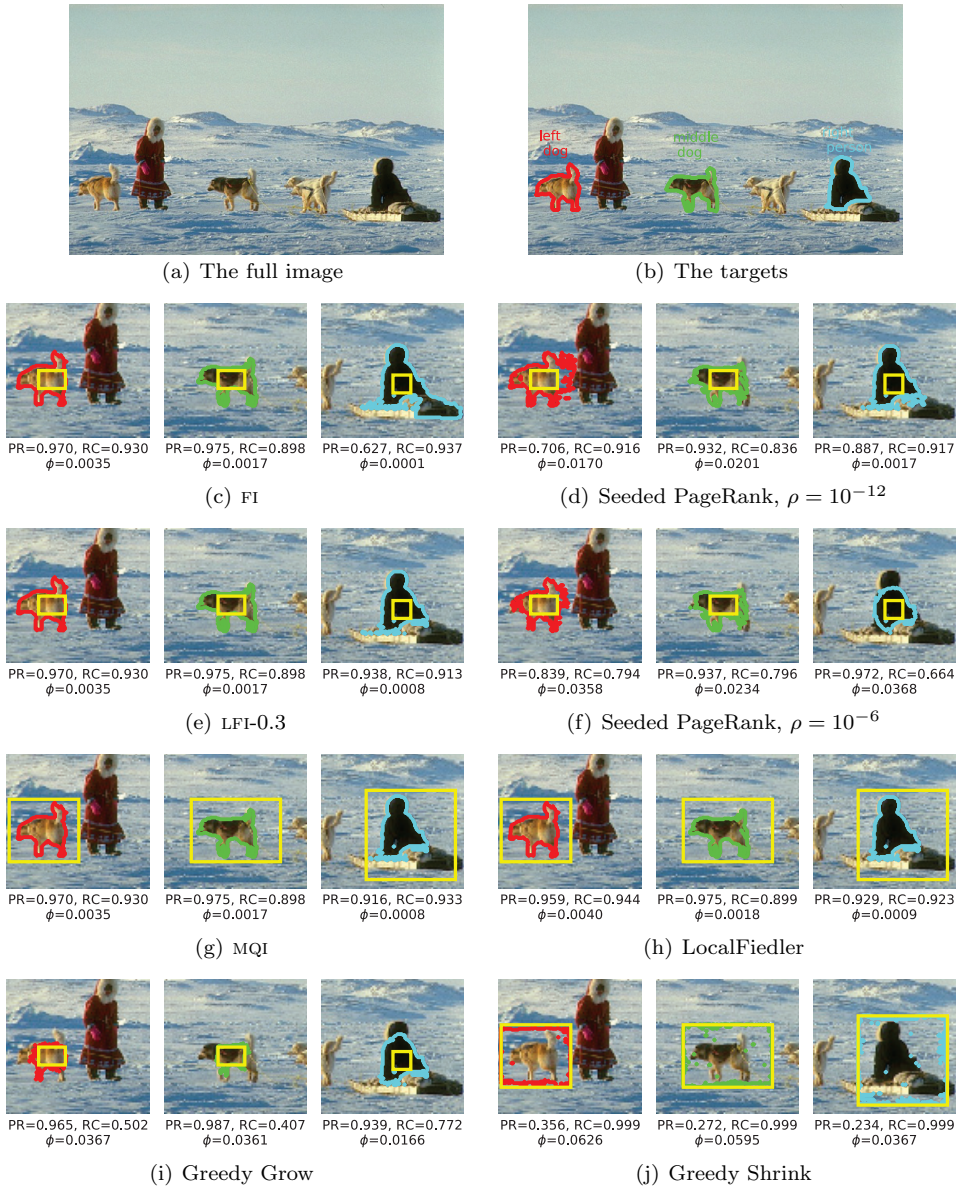 left
dog
middle
dog
right
person
(a) The full image
(b) The targets
PR=0.970, RC=0.930
ϕ=0.0035
PR=0.975, RC=0.898
ϕ=0.0017
PR=0.627, RC=0.937
ϕ=0.0001
(c) FI
PR=0.706, RC=0.916
ϕ=0.0170
PR=0.932, RC=0.836
ϕ=0.0201
PR=0.887, RC=0.917
ϕ=0.0017
(d) Seeded PageRank, ρ = 10⁻¹²
PR=0.970, RC=0.930
ϕ=0.0035
PR=0.975, RC=0.898
ϕ=0.0017
PR=0.938, RC=0.913
ϕ=0.0008
(e) LFI-0.3
PR=0.839, RC=0.794
ϕ=0.0358
PR=0.937, RC=0.796
ϕ=0.0234
PR=0.972, RC=0.664
ϕ=0.0368
(f) Seeded PageRank, ρ = 10⁻⁶
PR=0.970, RC=0.930
ϕ=0.0035
PR=0.975, RC=0.898
ϕ=0.0017
PR=0.916, RC=0.933
ϕ=0.0008
(g) MQI
PR=0.959, RC=0.944
ϕ=0.0040
PR=0.975, RC=0.899
ϕ=0.0018
PR=0.929, RC=0.923
ϕ=0.0009
(h) LocalFiedler
PR=0.965, RC=0.502
ϕ=0.0367
PR=0.987, RC=0.407
ϕ=0.0361
PR=0.939, RC=0.772
ϕ=0.0166
(i) Greedy Grow
PR=0.356, RC=0.999
ϕ=0.0626
PR=0.272, RC=0.999
ϕ=0.0595
PR=0.234, RC=0.999
ϕ=0.0367
(j) Greedy Shrink